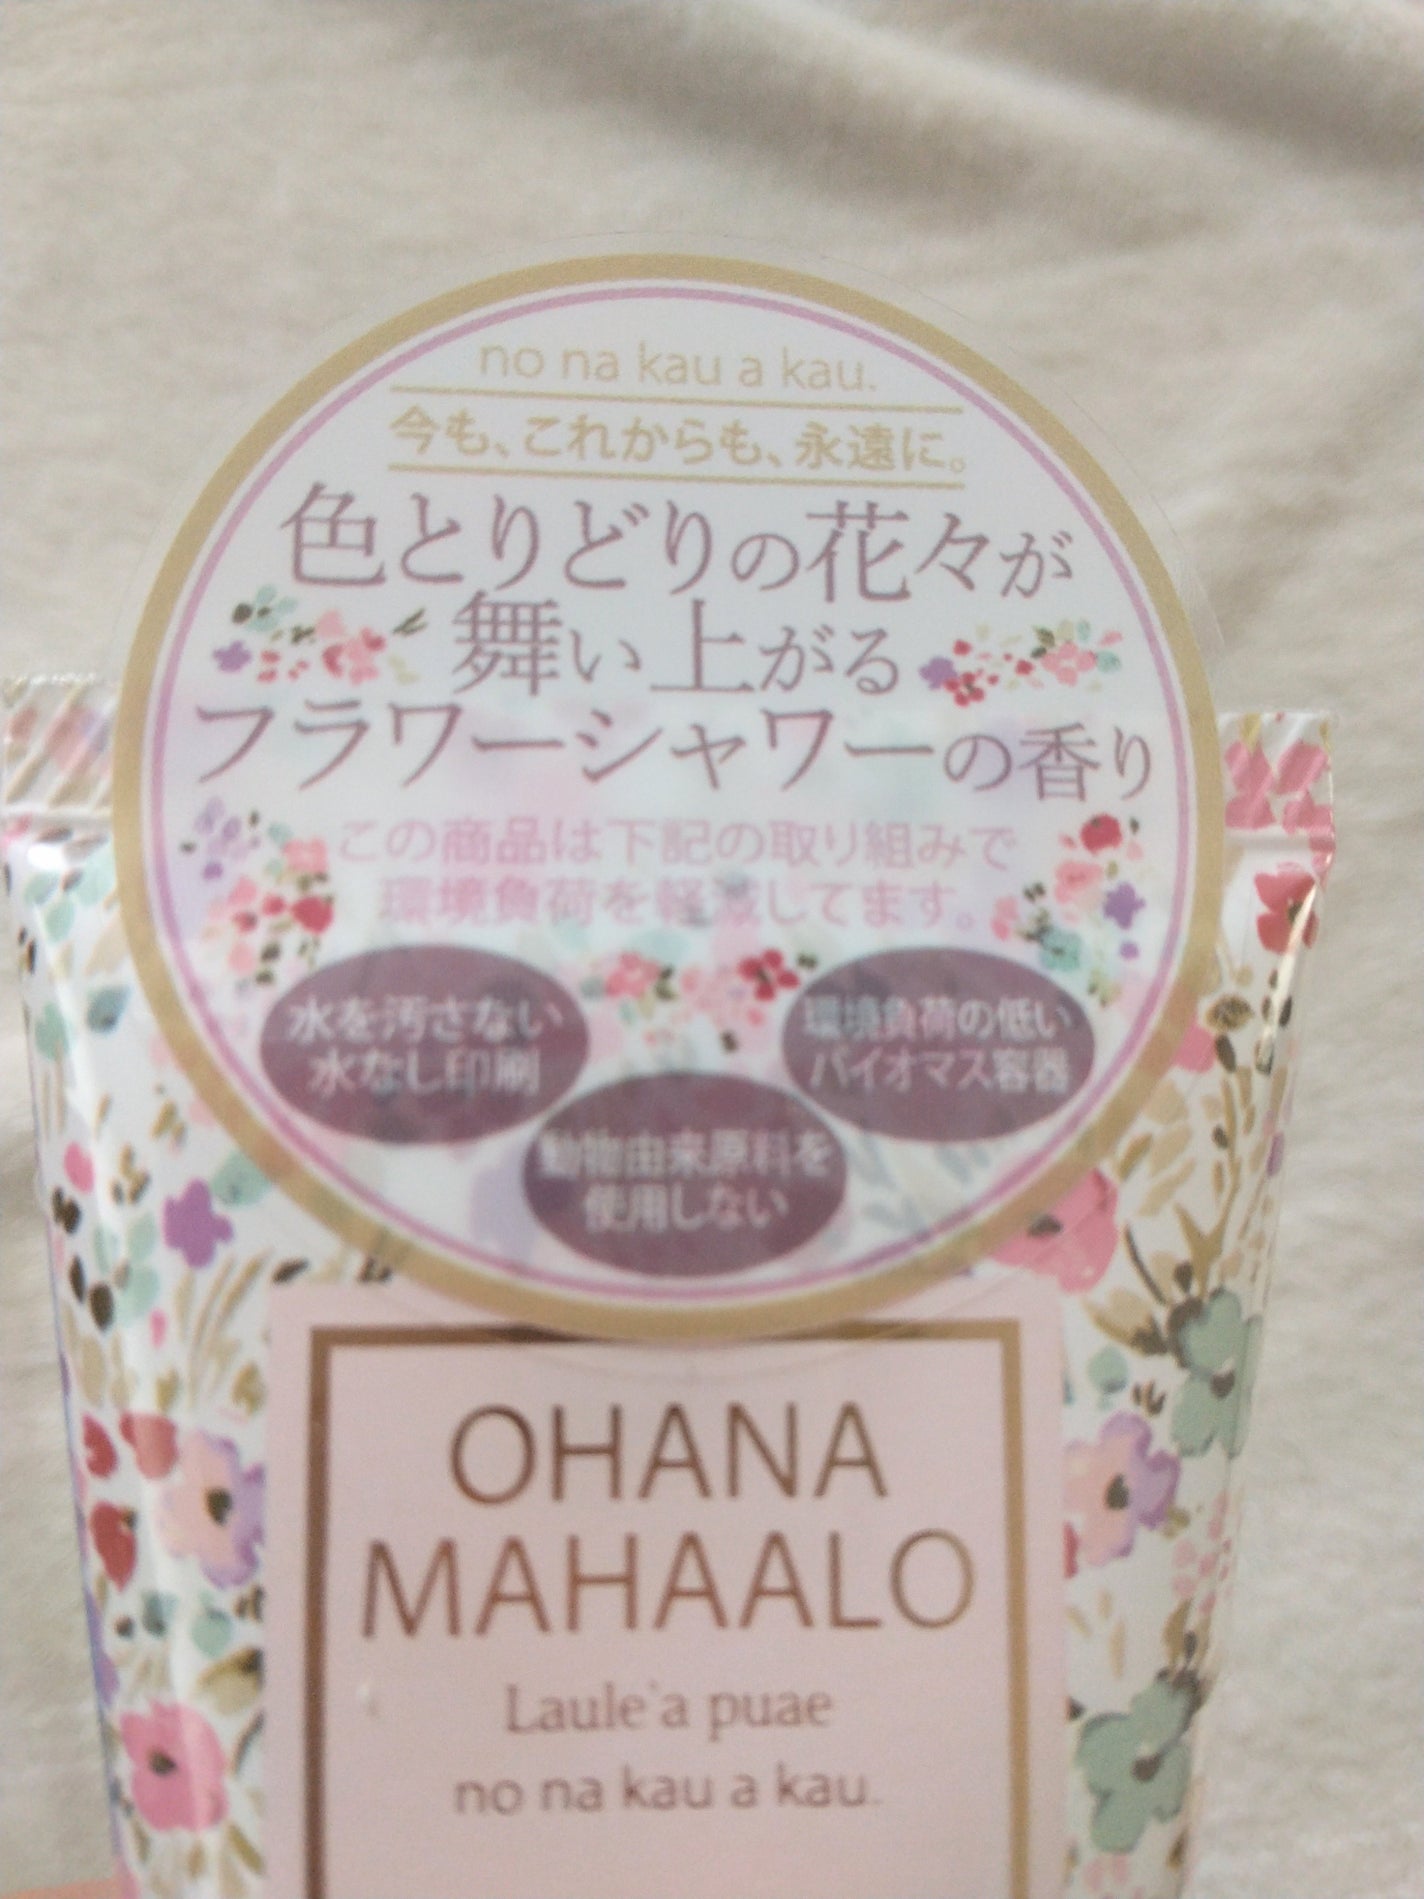 no na kau a kau.
今も、これからも、永遠に。
色とりどりの花々が
舞い上がる
フラワーシャワーの香り
この商品は下記の取り組みで
環境負荷を軽減してます。
水を汚さない
水なし印刷
環境負荷の低い
バイオマス容器
動物由来原料を
使用しない
OHANA
MAHAALO
Laule'a puae
no na kau a kau.